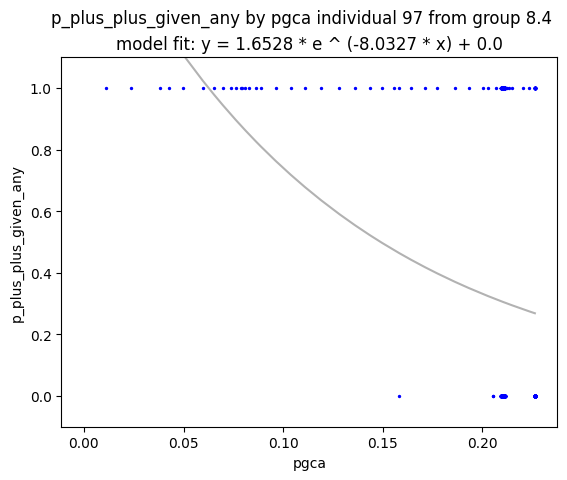 p_plus_plus_given_any by pgca individual 97 from group 8.4
model fit: y = 1.6528 * e ^ (-8.0327 * x) + 0.0
1.0
0.8
0.6
0.4
0.2
0.0
p_plus_plus_given_any
0.00 0.05 0.10 0.15 0.20
pgca